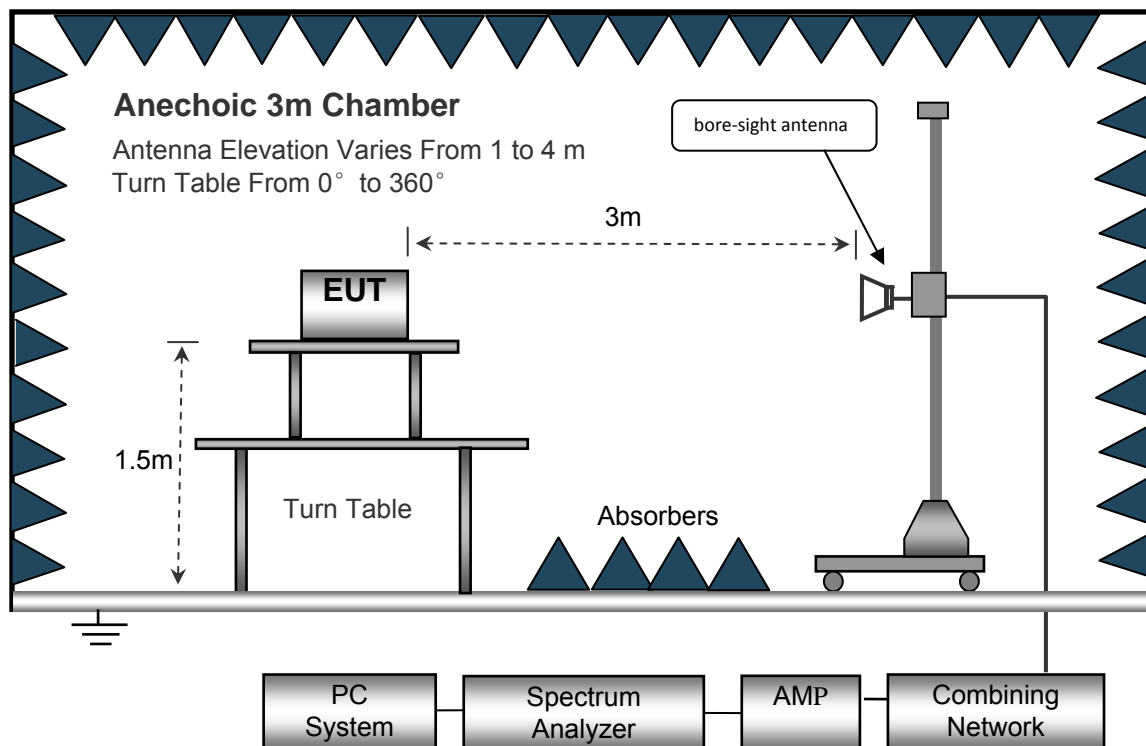 Anechoic 3m Chamber
Antenna Elevation Varies From 1 to 4 m
Turn Table From 0° to 360°
bore-sight antenna
3m
EUT
1.5m
Turn Table
Absorbers
PC
System
Spectrum
Analyzer
AMP
Combining
Network